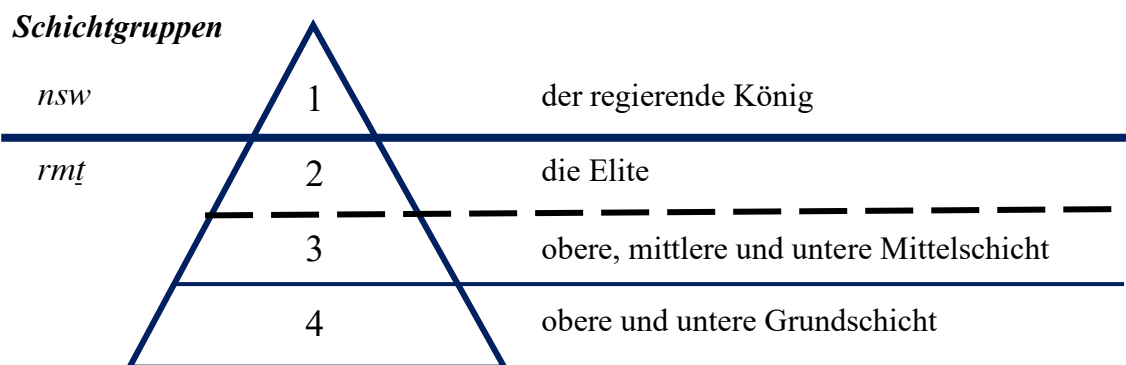 Schichtgruppen
nsw 1 der regierende König
rmṯ 2 die Elite
3 obere, mittlere und untere Mittelschicht
4 obere und untere Grundschicht